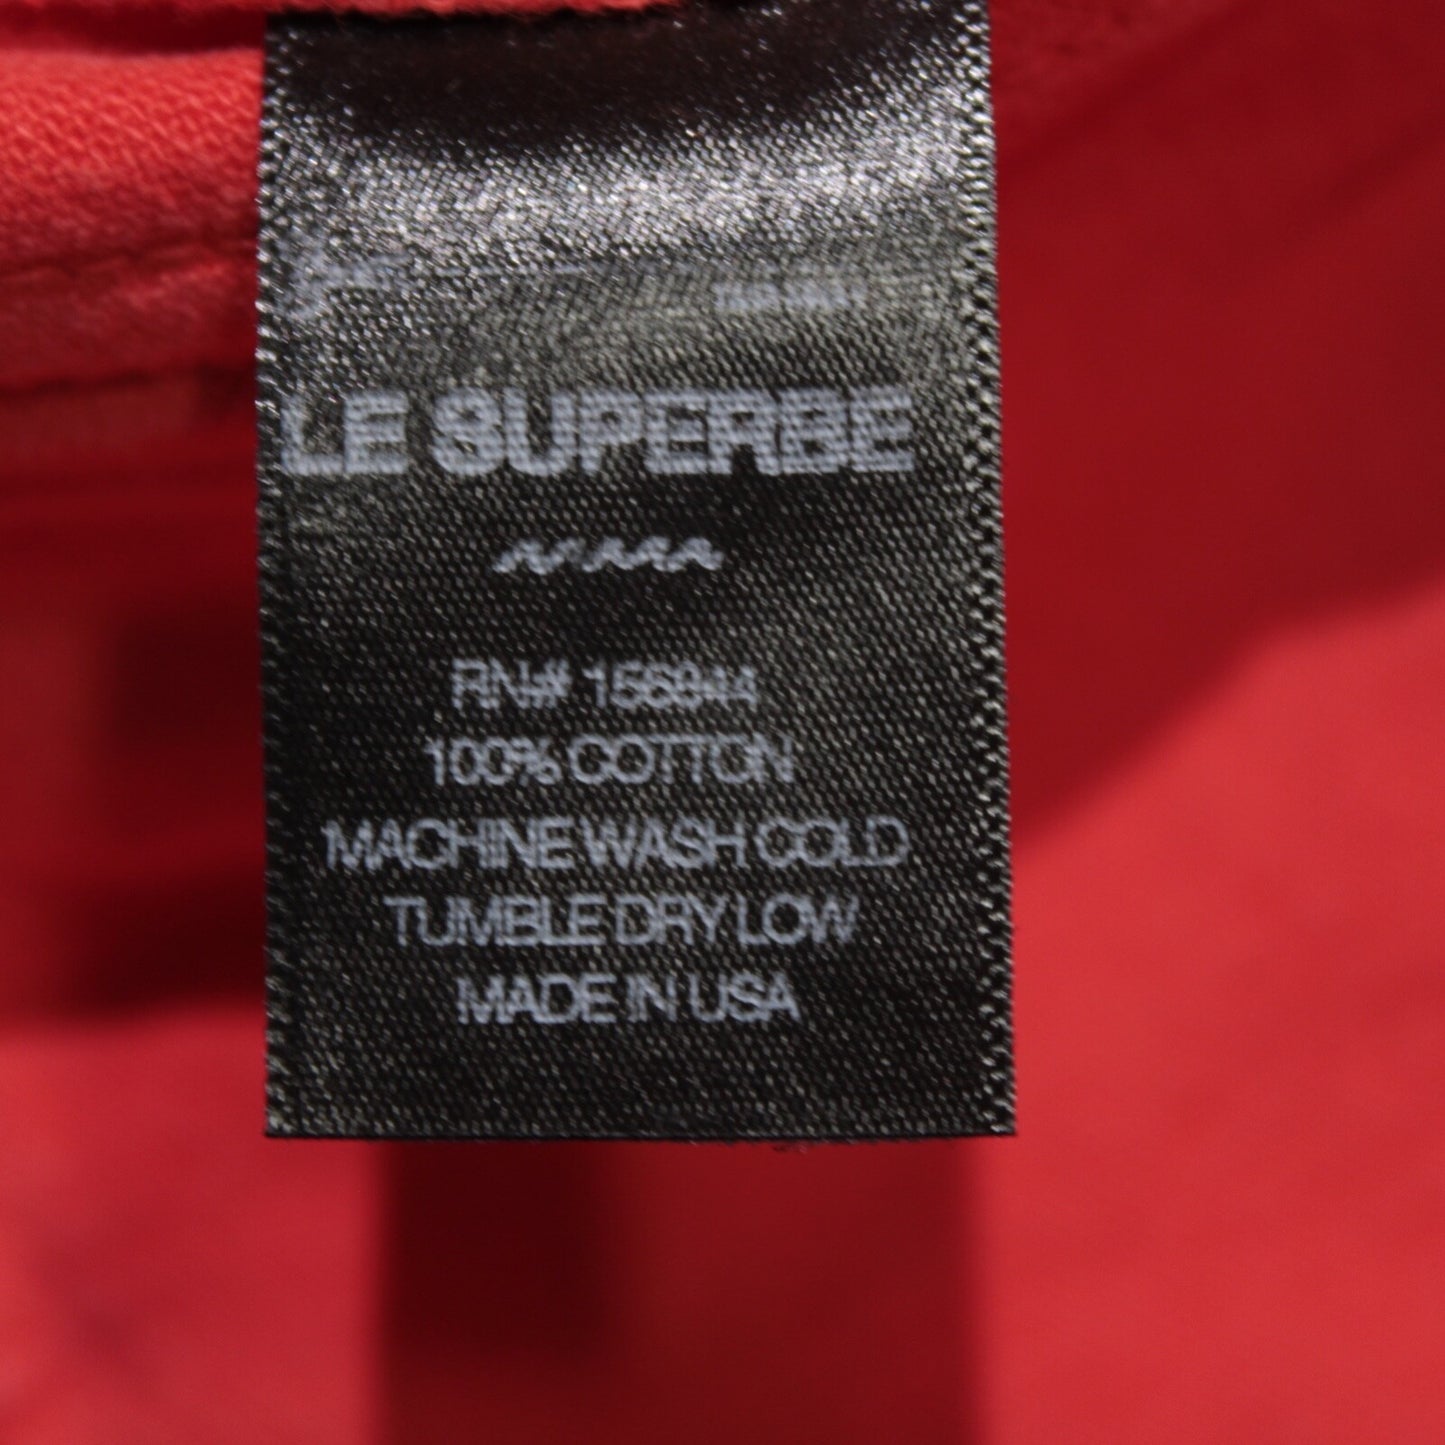 LE SUPERBE
RN# 156844
100% COTTON
MACHINE WASH COLD
TUMBLE DRY LOW
MADE IN USA